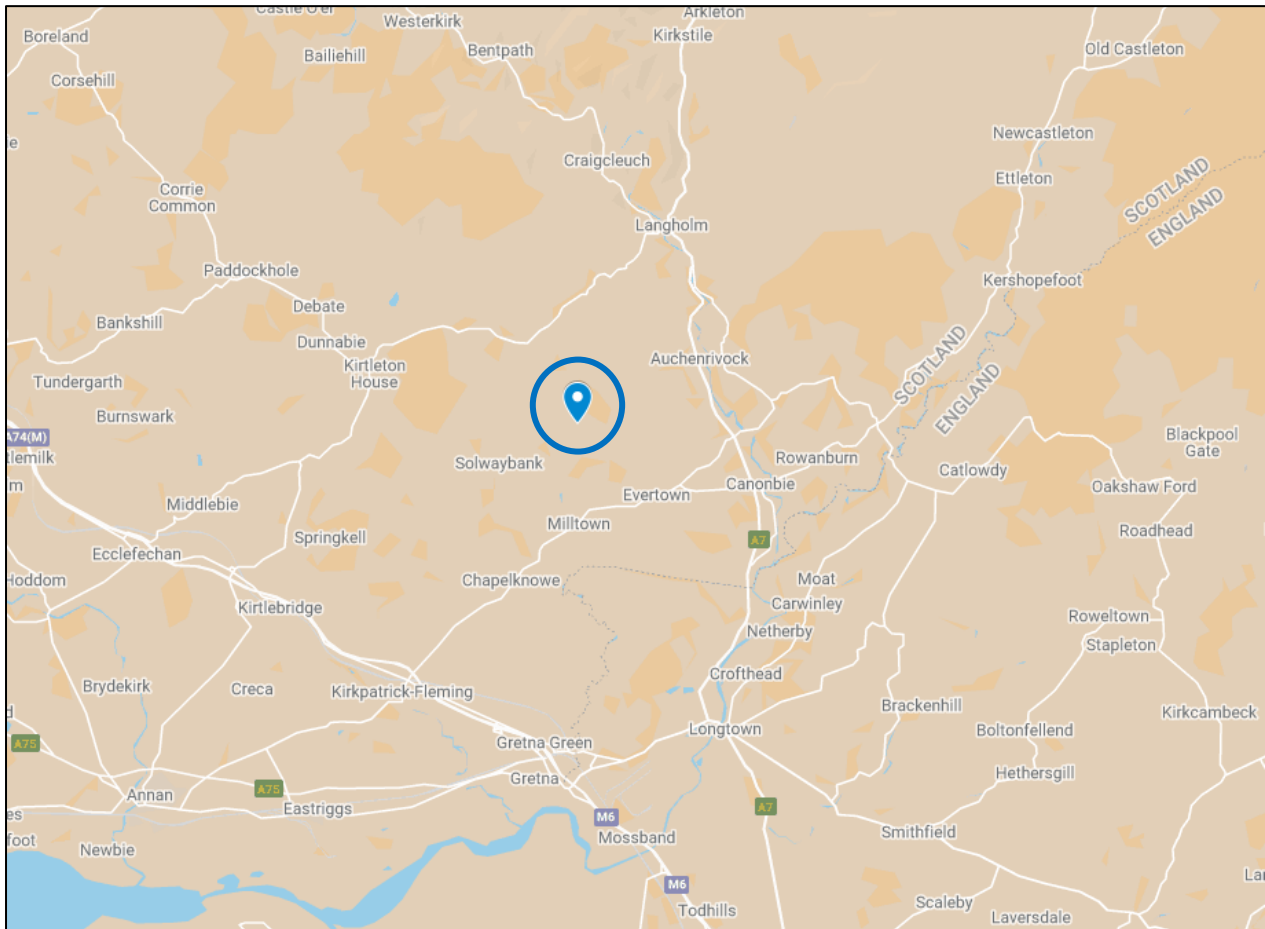 Castle O'er
Westerkirk
Arkleton
Boreland
Kirkstile
Bentpath
Old Castleton
Bailiehill
Corsehill
Newcastleton
Craigcleuch
Ettleton
SCOTLAND
Corrie
Common
ENGLAND
Langholm
Paddockhole
Kershopefoot
Debate
Bankshill
Dunnabie
Auchenrivock
SCOTLAND
Kirtleton
House
Tundergarth
ENGLAND
Burnswark
A74(M)
tlemilk
Blackpool
Gate
Solwaybank
Rowanburn
Catlowdy
m
Canonbie
Oakshaw Ford
Evertown
Middlebie
Milltown
Roadhead
Springkell
A7
Ecclefechan
Hoddom
Chapelknowe
Moat
Kirtlebridge
Carwinley
Roweltown
Netherby
Stapleton
Crofthead
Brydekirk
Creca
Kirkpatrick-Fleming
Brackenhill
Kirkcambeck
d
Longtown
Boltonfellend
A75
Gretna Green
Hethersgill
Gretna
A75
Annan
Eastriggs
A7
es
M6
Smithfield
foot
Mossband
Newbie
M6
Scaleby
Todhills
Laversdale
e
La